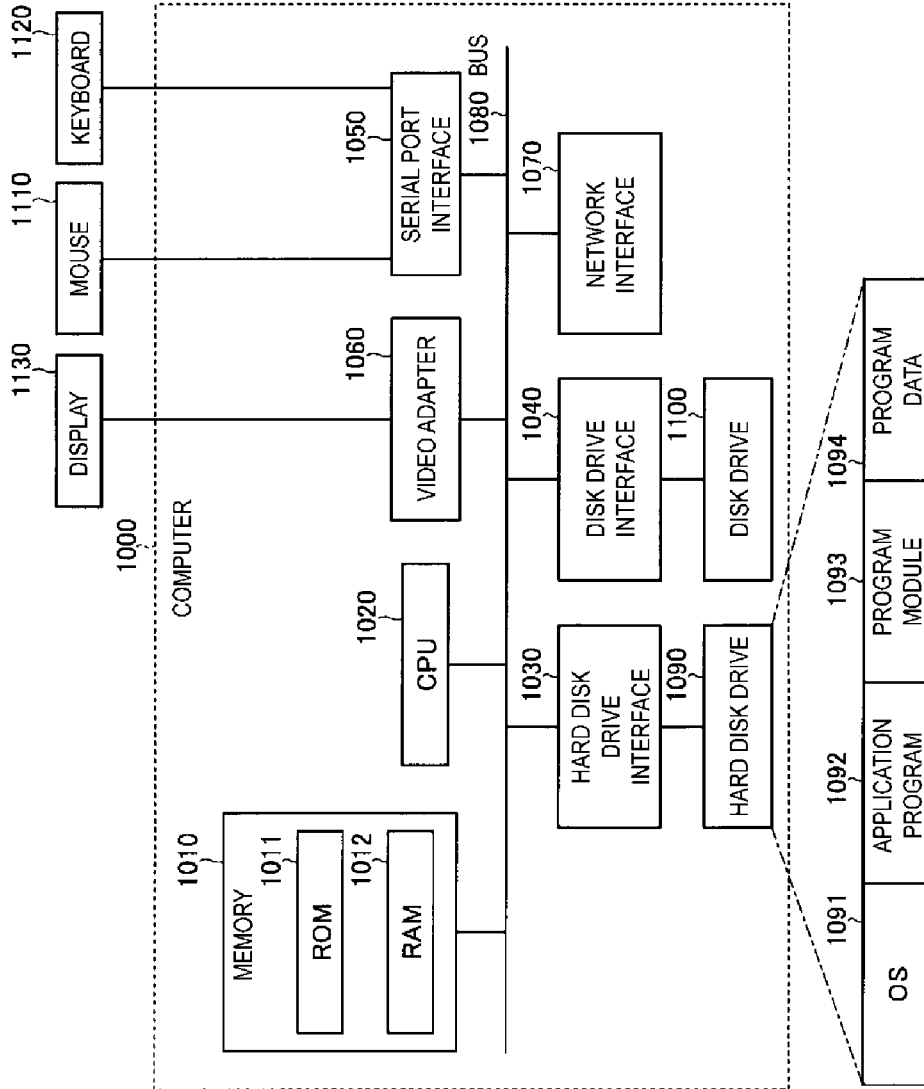 1000
COMPUTER
1130
DISPLAY
1110
MOUSE
1120
KEYBOARD
1010
MEMORY
1011
ROM
1012
RAM
1020
CPU
1060
VIDEO ADAPTER
1050
SERIAL PORT
INTERFACE
BUS
1080
1030
HARD DISK
DRIVE
INTERFACE
1040
DISK DRIVE
INTERFACE
1070
NETWORK
INTERFACE
1090
HARD DISK DRIVE
1100
DISK DRIVE
1091
OS
1092
APPLICATION
PROGRAM
1093
PROGRAM
MODULE
1094
PROGRAM
DATA